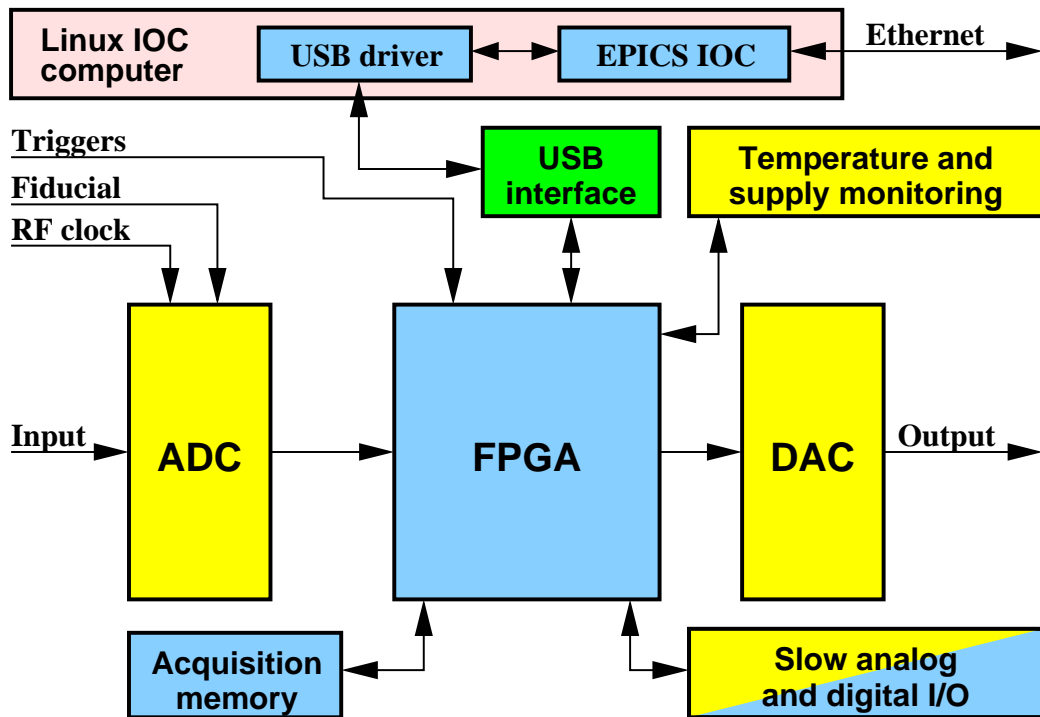 Linux IOC
computer
USB driver
EPICS IOC
Ethernet
Triggers
Fiducial
RF clock
USB
interface
Temperature and
supply monitoring
Input
ADC
FPGA
DAC
Output
Acquisition
memory
Slow analog
and digital I/O